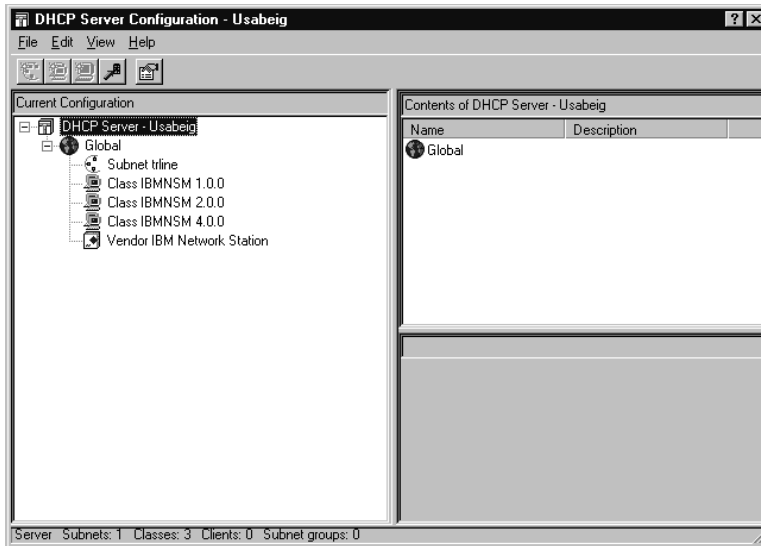 DHCP Server Configuration - Usabeig
File Edit View Help
Current Configuration
DHCP Server - Usabeig
Global
Subnet trline
Class IBMNSM 1.0.0
Class IBMNSM 2.0.0
Class IBMNSM 4.0.0
Vendor IBM Network Station
Contents of DHCP Server - Usabeig
Name Description
Global
Server Subnets: 1 Classes: 3 Clients: 0 Subnet groups: 0